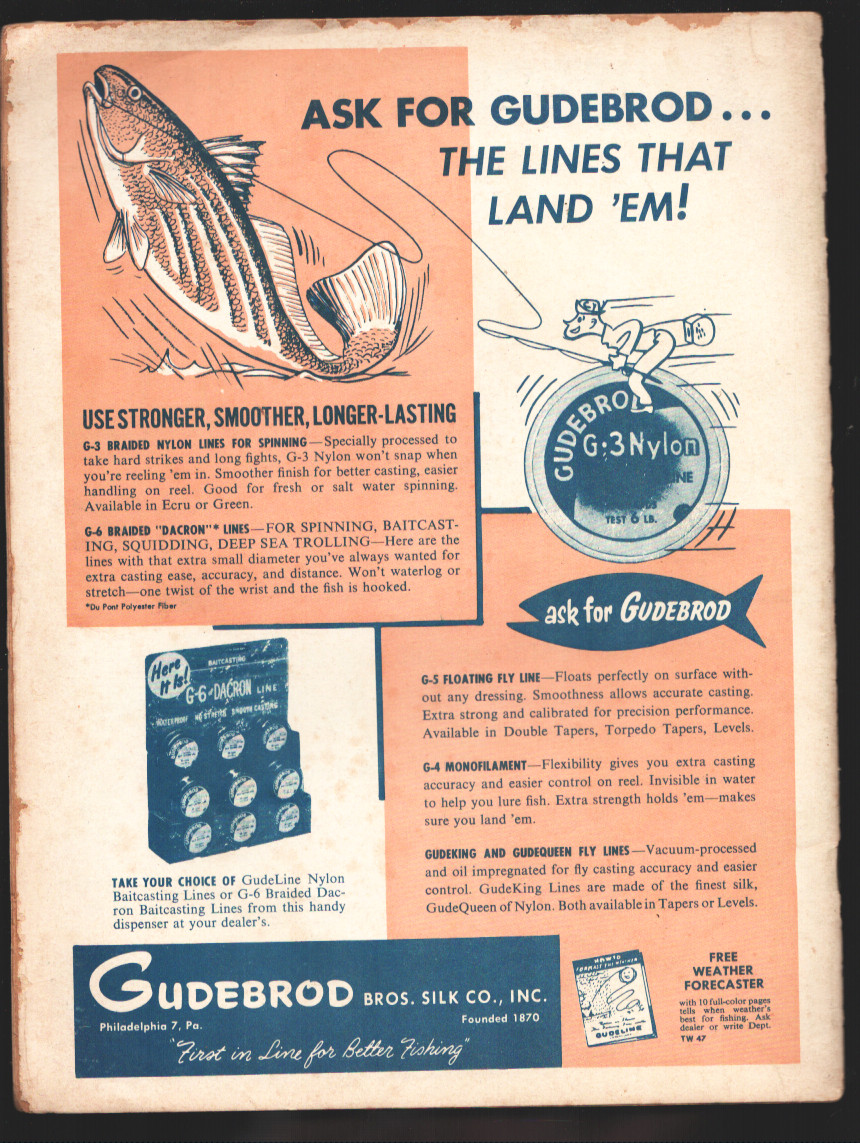 ASK FOR GUDEBROD...
THE LINES THAT
LAND 'EM!
GUDEBRO
G-3 Nylon
INE
TEST 6 LB.
USE STRONGER, SMOOTHER, LONGER-LASTING
G-3 BRAIDED NYLON LINES FOR SPINNING—Specially processed to
take hard strikes and long fights, G-3 Nylon won't snap when
you're reeling 'em in. Smoother finish for better casting, easier
handling on reel. Good for fresh or salt water spinning.
Available in Ecru or Green.
G-6 BRAIDED "DACRON"* LINES—FOR SPINNING, BAITCAST-
ING, SQUIDDING, DEEP SEA TROLLING—Here are the
lines with that extra small diameter you've always wanted for
extra casting ease, accuracy, and distance. Won't waterlog or
stretch—one twist of the wrist and the fish is hooked.
*Du Pont Polyester Fiber
ask for GUDEBROD
Here
It Is!
BAITCASTING
G-6 DACRON LINE
WATERPROOF NO STRETCH SMOOTH CASTING
TAKE YOUR CHOICE OF GudeLine Nylon
Baitcasting Lines or G-6 Braided Dac-
ron Baitcasting Lines from this handy
dispenser at your dealer's.
G-5 FLOATING FLY LINE—Floats perfectly on surface with-
out any dressing. Smoothness allows accurate casting.
Extra strong and calibrated for precision performance.
Available in Double Tapers, Torpedo Tapers, Levels.
G-4 MONOFILAMENT—Flexibility gives you extra casting
accuracy and easier control on reel. Invisible in water
to help you lure fish. Extra strength holds 'em—makes
sure you land 'em.
GUDEKING AND GUDEQUEEN FLY LINES—Vacuum-processed
and oil impregnated for fly casting accuracy and easier
control. GudeKing Lines are made of the finest silk,
GudeQueen of Nylon. Both available in Tapers or Levels.
GUDEBROD BROS. SILK CO., INC.
Philadelphia 7, Pa.
Founded 1870
"First in Line for Better Fishing"
HOW TO
FORECAST THE WEATHER
GUDELINE
FREE
WEATHER
FORECASTER
with 10 full-color pages
tells when weather's
best for fishing. Ask
dealer or write Dept.
TW 47